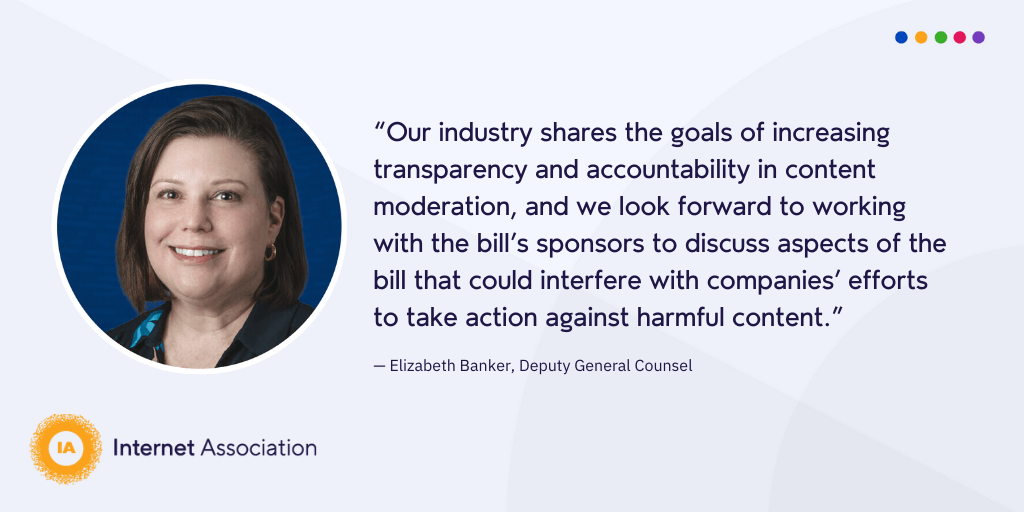 “Our industry shares the goals of increasing
transparency and accountability in content
moderation, and we look forward to working
with the bill’s sponsors to discuss aspects of the
bill that could interfere with companies’ efforts
to take action against harmful content.”
— Elizabeth Banker, Deputy General Counsel
IA Internet Association